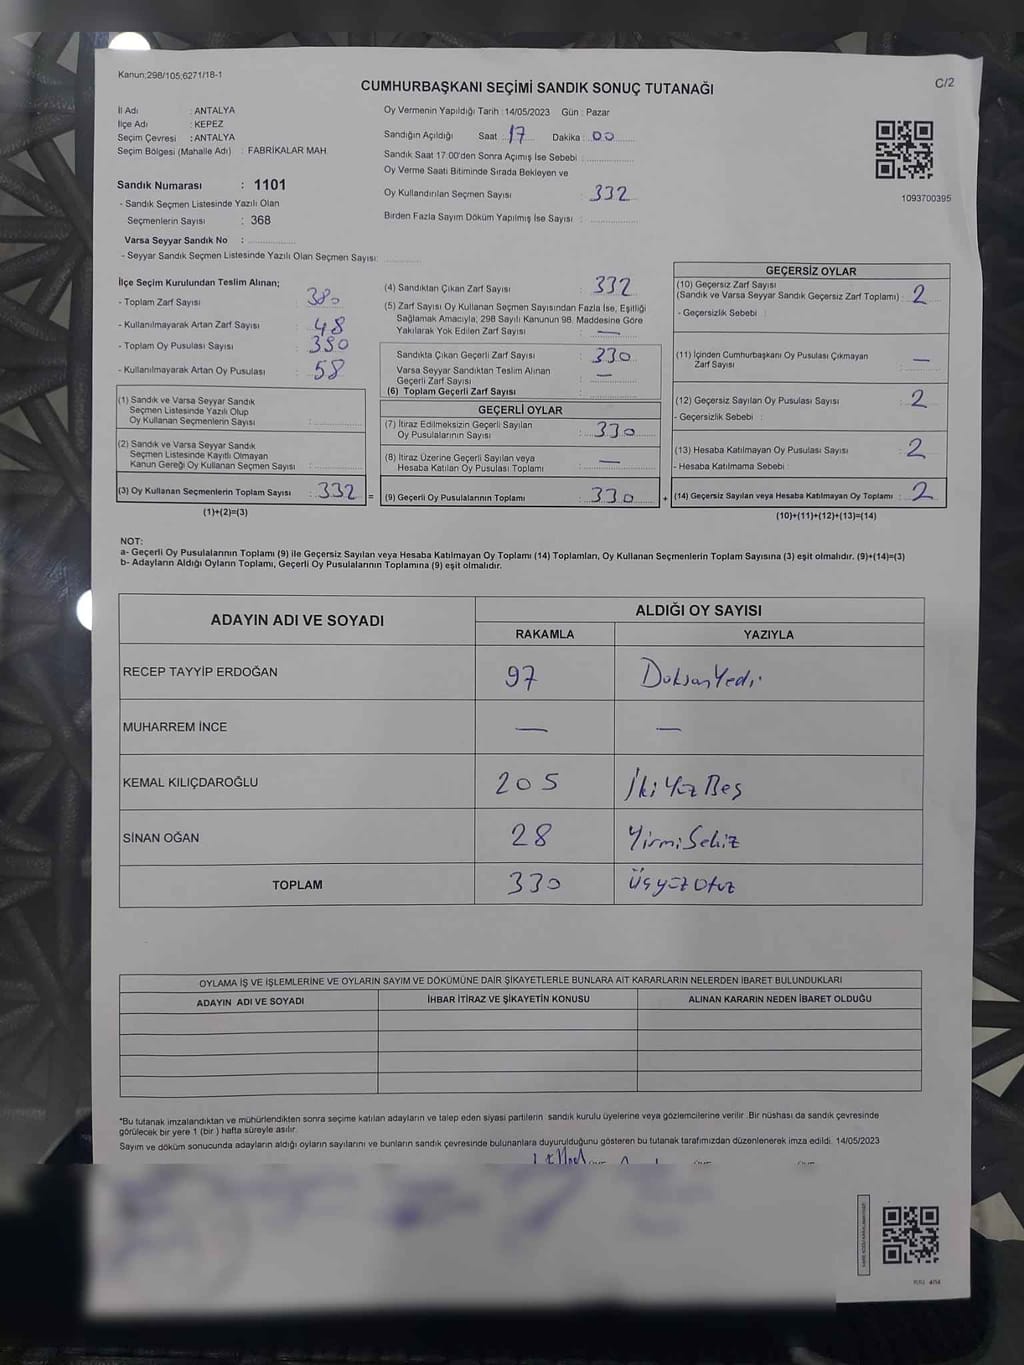 Kanun;298/105;6271/18-1
CUMHURBAŞKANI SEÇİMİ SANDIK SONUÇ TUTANAĞI
C/2
İl Adı : ANTALYA
İlçe Adı : KEPEZ
Seçim Çevresi : ANTALYA
Seçim Bölgesi (Mahalle Adı) : FABRİKALAR MAH.
Sandık Numarası : 1101
- Sandık Seçmen Listesinde Yazılı Olan
Seçmenlerin Sayısı : 368
Varsa Seyyar Sandık No :
- Seyyar Sandık Seçmen Listesinde Yazılı Olan Seçmen Sayısı:
Oy Vermenin Yapıldığı Tarih :14/05/2023 Gün : Pazar
Sandığın Açıldığı Saat : 17 Dakika : 00
Sandık Saat 17.00'den Sonra Açımış İse Sebebi :
Oy Verme Saati Bitiminde Sırada Bekleyen ve
Oy Kullandırılan Seçmen Sayısı : 332
Birden Fazla Sayım Döküm Yapılmış İse Sayısı :
1093700395
İlçe Seçim Kurulundan Teslim Alınan;
- Toplam Zarf Sayısı : 380
- Kullanılmayarak Artan Zarf Sayısı : 48
- Toplam Oy Pusulası Sayısı : 380
- Kullanılmayarak Artan Oy Pusulası : 58
(1) Sandık ve Varsa Seyyar Sandık
Seçmen Listesinde Yazılı Olup
Oy Kullanan Seçmenlerin Sayısı :
(2) Sandık ve Varsa Seyyar Sandık
Seçmen Listesinde Kayıtlı Olmayan
Kanun Gereği Oy Kullanan Seçmen Sayısı :
(3) Oy Kullanan Seçmenlerin Toplam Sayısı : 332 =
(1)+(2)=(3)
(4) Sandıktan Çıkan Zarf Sayısı : 332
(5) Zarf Sayısı Oy Kullanan Seçmen Sayısından Fazla İse, Eşitliği
Sağlamak Amacıyla; 298 Sayılı Kanunun 98. Maddesine Göre
Yakılarak Yok Edilen Zarf Sayısı : —
Sandıkta Çıkan Geçerli Zarf Sayısı : 330
Varsa Seyyar Sandıktan Teslim Alınan
Geçerli Zarf Sayısı : —
(6) Toplam Geçerli Zarf Sayısı :
GEÇERLİ OYLAR
(7) İtiraz Edilmeksizin Geçerli Sayılan
Oy Pusulalarının Sayısı : 330
(8) İtiraz Üzerine Geçerli Sayılan veya
Hesaba Katılan Oy Pusulası Toplamı : —
(9) Geçerli Oy Pusulalarının Toplamı : 330 +
GEÇERSİZ OYLAR
(10) Geçersiz Zarf Sayısı
(Sandık ve Varsa Seyyar Sandık Geçersiz Zarf Toplamı) : 2
- Geçersizlik Sebebi :
(11) İçinden Cumhurbaşkanı Oy Pusulası Çıkmayan
Zarf Sayısı : —
(12) Geçersiz Sayılan Oy Pusulası Sayısı : 2
- Geçersizlik Sebebi :
(13) Hesaba Katılmayan Oy Pusulası Sayısı : 2
- Hesaba Katılmama Sebebi :
(14) Geçersiz Sayılan veya Hesaba Katılmayan Oy Toplamı : 2
(10)+(11)+(12)+(13)=(14)
NOT:
a- Geçerli Oy Pusulalarının Toplamı (9) ile Geçersiz Sayılan veya Hesaba Katılmayan Oy Toplamı (14) Toplamları, Oy Kullanan Seçmenlerin Toplam Sayısına (3) eşit olmalıdır. (9)+(14)=(3)
b- Adayların Aldığı Oyların Toplamı, Geçerli Oy Pusulalarının Toplamına (9) eşit olmalıdır.
ADAYIN ADI VE SOYADI
ALDIĞI OY SAYISI
RAKAMLA YAZIYLA
RECEP TAYYİP ERDOĞAN 97 Doksan Yedi
MUHARREM İNCE — —
KEMAL KILIÇDAROĞLU 205 İki Yüz Beş
SİNAN OĞAN 28 Yirmi Sekiz
TOPLAM 330 Üç yüz Otuz
OYLAMA İŞ VE İŞLEMLERİNE VE OYLARIN SAYIM VE DÖKÜMÜNE DAİR ŞİKAYETLERLE BUNLARA AİT KARARLARIN NELERDEN İBARET BULUNDUKLARI
ADAYIN ADI VE SOYADI İHBAR İTİRAZ VE ŞİKAYETİN KONUSU ALINAN KARARIN NEDEN İBARET OLDUĞU
*Bu tutanak imzalandıktan ve mühürlendikten sonra seçime katılan adayların ve talep eden siyasi partilerin sandık kurulu üyelerine veya gözlemcilerine verilir .Bir nüshası da sandık çevresinde
görülecek bir yere 1 (bir ) hafta süreyle asılır.
Sayım ve döküm sonucunda adayların aldığı oyların sayılarını ve bunların sandık çevresinde bulunanlara duyurulduğunu gösteren bu tutanak tarafımızdan düzenlenerek imza edildi. 14/05/2023